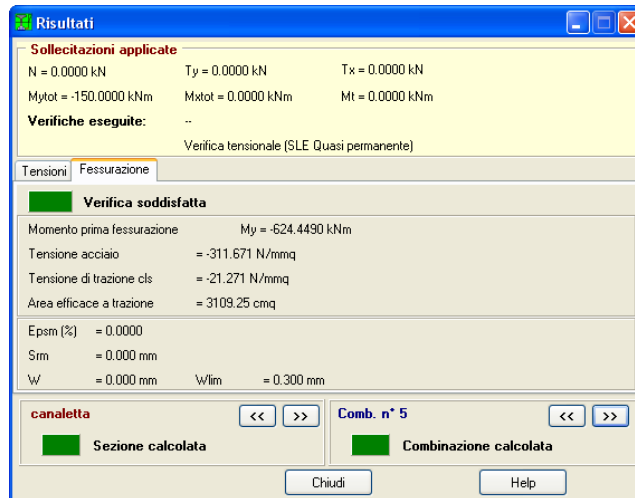 Risultati
Sollecitazioni applicate
N = 0.0000 kN Ty = 0.0000 kN Tx = 0.0000 kN
Mytot = -150.0000 kNm Mxtot = 0.0000 kNm Mt = 0.0000 kNm
Verifiche eseguite: --
Verifica tensionale (SLE Quasi permanente)
Tensioni Fessurazione
Verifica soddisfatta
Momento prima fessurazione My = -624.4490 kNm
Tensione acciaio = -311.671 N/mmq
Tensione di trazione cls = -21.271 N/mmq
Area efficace a trazione = 3109.25 cmq
Epsm (%) = 0.0000
Srm = 0.000 mm
W = 0.000 mm Wlim = 0.300 mm
canaletta << >> Comb. n° 5 << >>
Sezione calcolata Combinazione calcolata
Chiudi Help